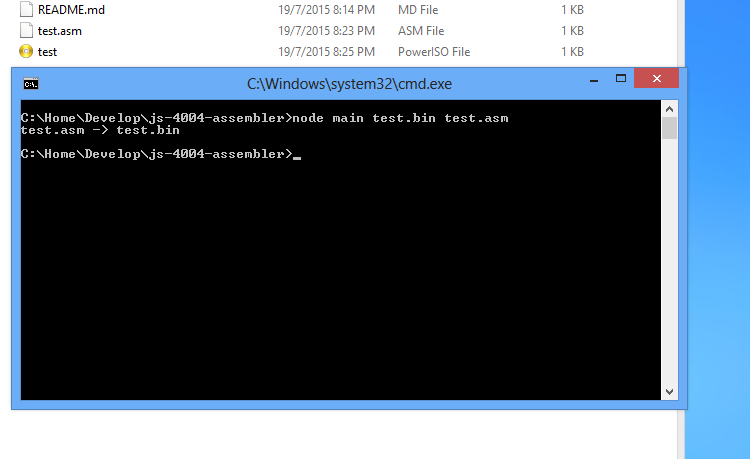 README.md 19/7/2015 8:14 PM MD File 1 KB
test.asm 19/7/2015 8:23 PM ASM File 1 KB
test 19/7/2015 8:25 PM PowerISO File 1 KB
C:\Windows\system32\cmd.exe
C:\Home\Develop\js-4004-assembler>node main test.bin test.asm
test.asm -> test.bin
C:\Home\Develop\js-4004-assembler>_